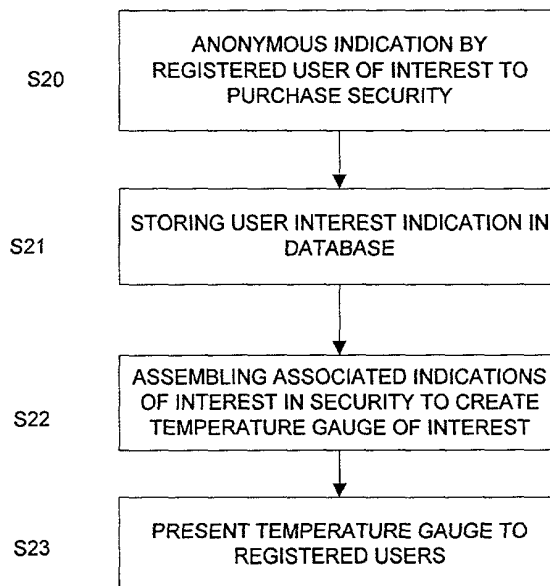 S20
ANONYMOUS INDICATION BY
REGISTERED USER OF INTEREST TO
PURCHASE SECURITY
S21
STORING USER INTEREST INDICATION IN
DATABASE
S22
ASSEMBLING ASSOCIATED INDICATIONS
OF INTEREST IN SECURITY TO CREATE
TEMPERATURE GAUGE OF INTEREST
S23
PRESENT TEMPERATURE GAUGE TO
REGISTERED USERS